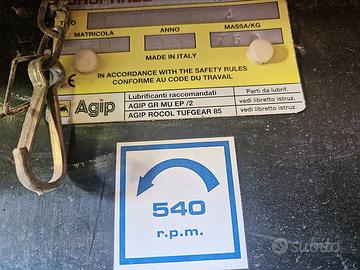 TIPO
MATRICOLA ANNO MASSA/KG
MADE IN ITALY
IN ACCORDANCE WITH THE SAFETY RULES
CONFORME AU CODE DU TRAVAIL
CE
Agip
Lubrificanti raccomandati Parti da lubrif.
AGIP GR MU EP /2 vedi libretto istruz.
AGIP ROCOL TUFGEAR 85 vedi libretto istruz.
540
r.p.m.
subito